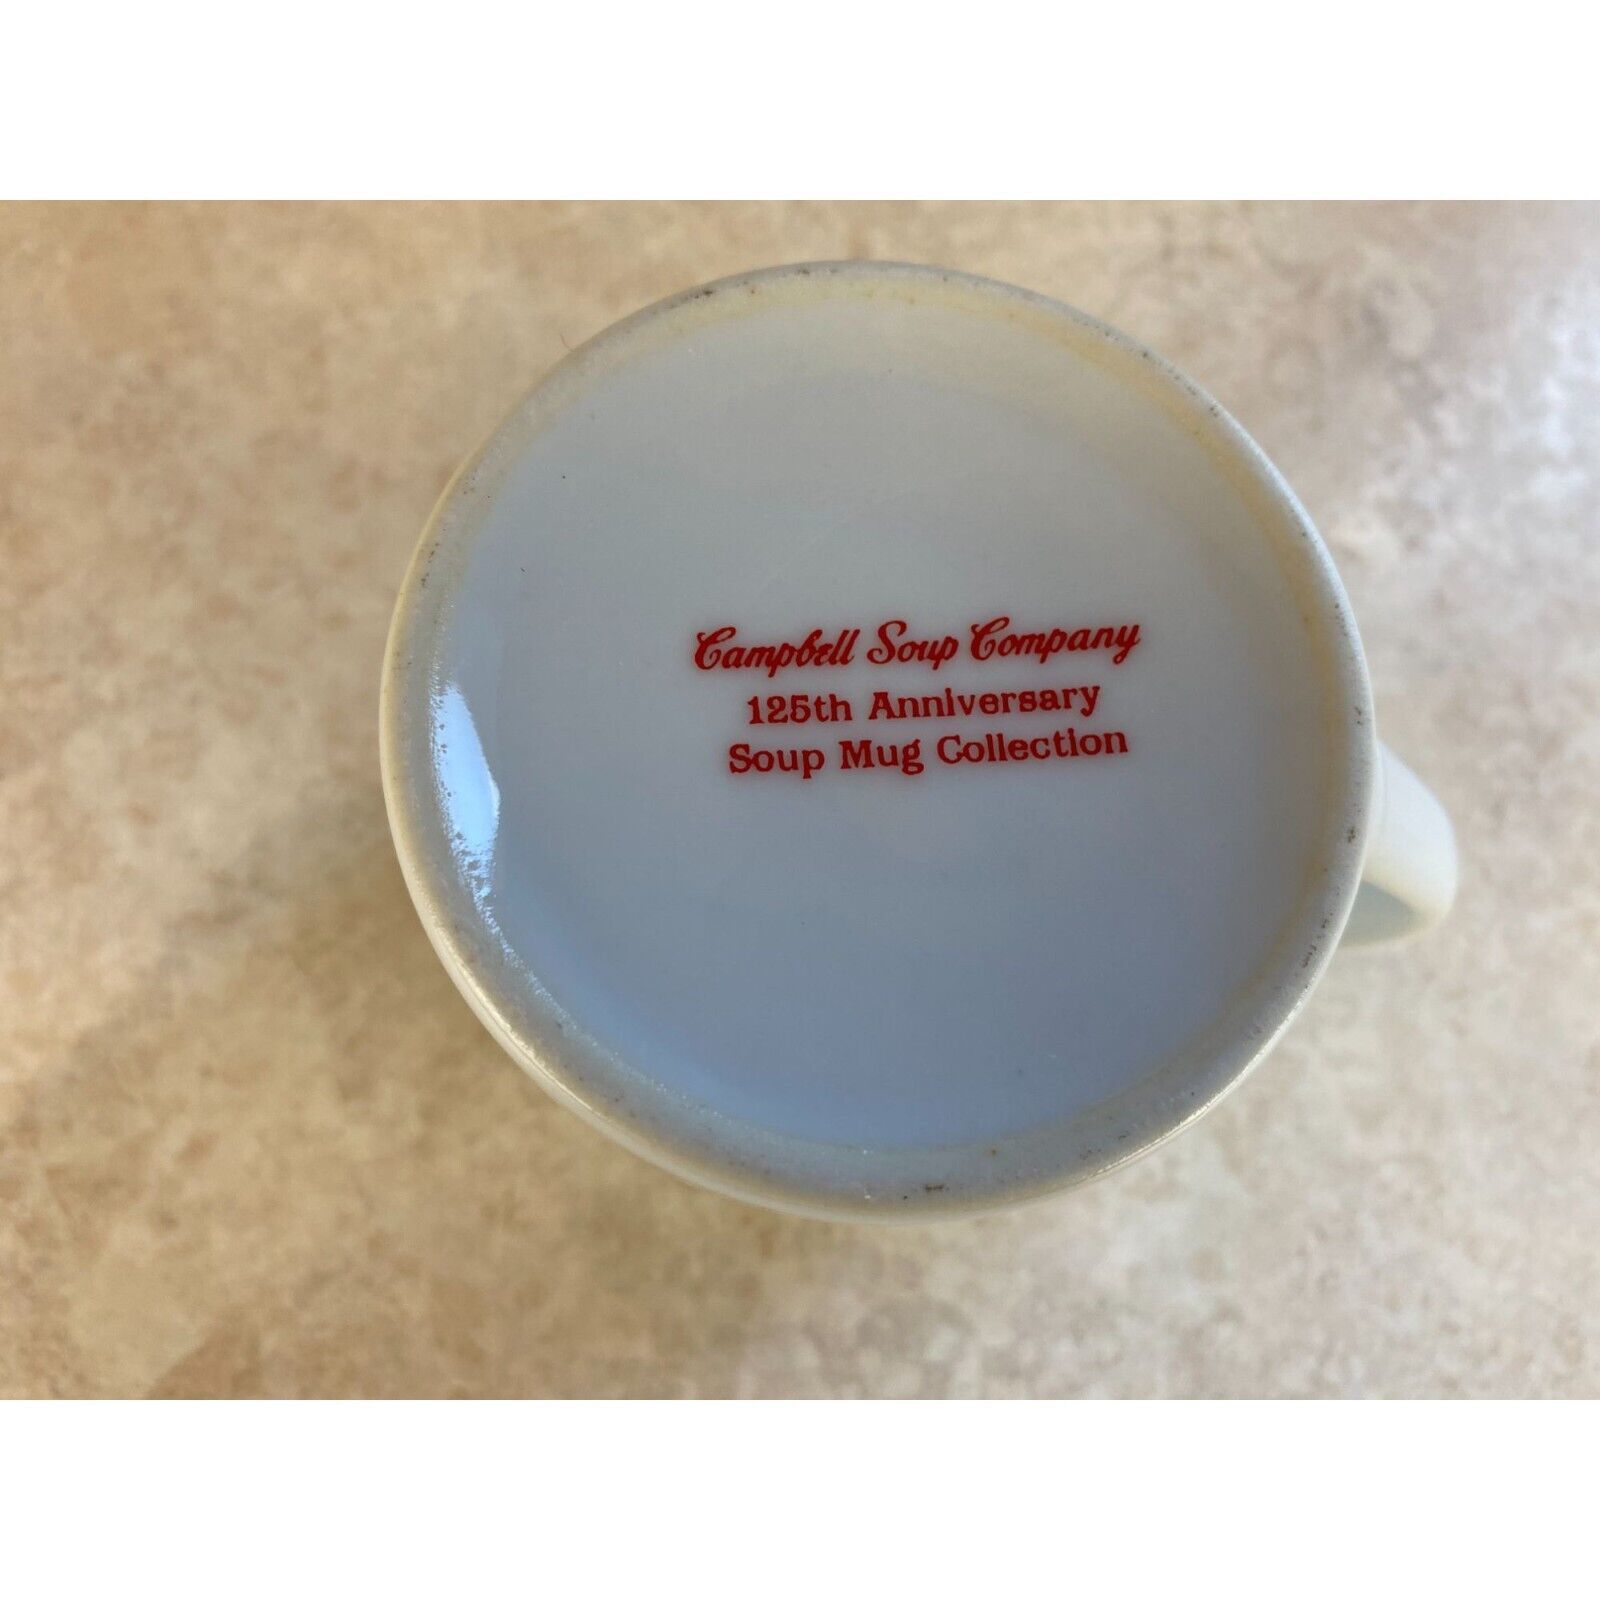 Campbell Soup Company
125th Anniversary
Soup Mug Collection